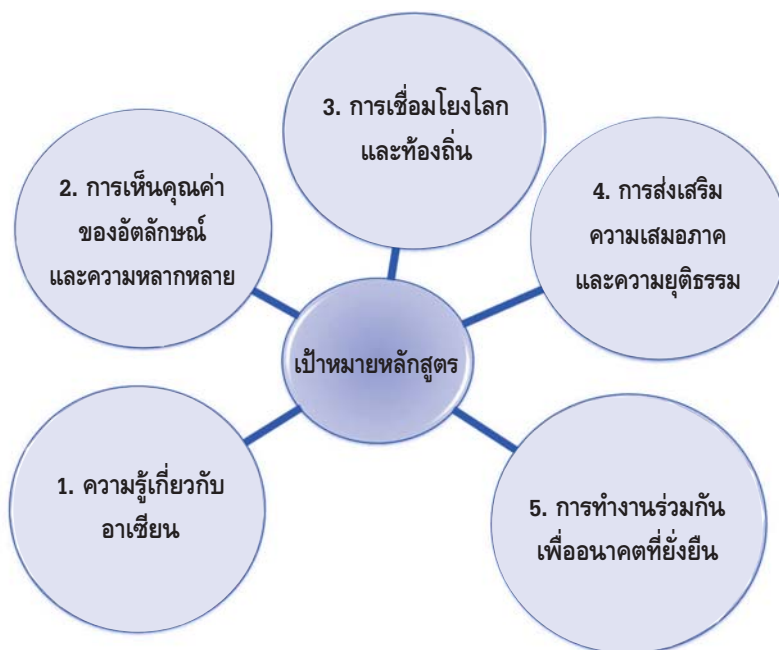 เป้าหมายหลักสูตร
1. ความรู้เกี่ยวกับ
อาเซียน
2. การเห็นคุณค่า
ของอัตลักษณ์
และความหลากหลาย
3. การเชื่อมโยงโลก
และท้องถิ่น
4. การส่งเสริม
ความเสมอภาค
และความยุติธรรม
5. การทำงานร่วมกัน
เพื่ออนาคตที่ยั่งยืน